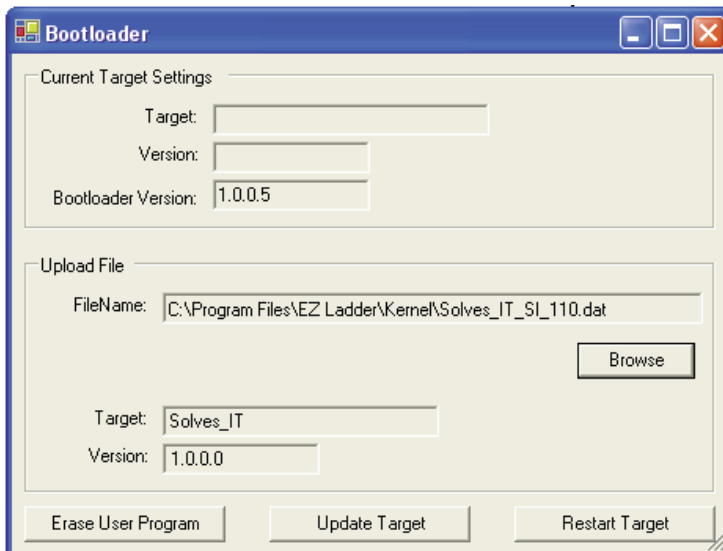 Bootloader
Current Target Settings
Target:
Version:
Bootloader Version: 1.0.0.5
Upload File
FileName: C:\Program Files\EZ Ladder\Kernel\Solves_IT_SI_110.dat
Browse
Target: Solves_IT
Version: 1.0.0.0
Erase User Program Update Target Restart Target